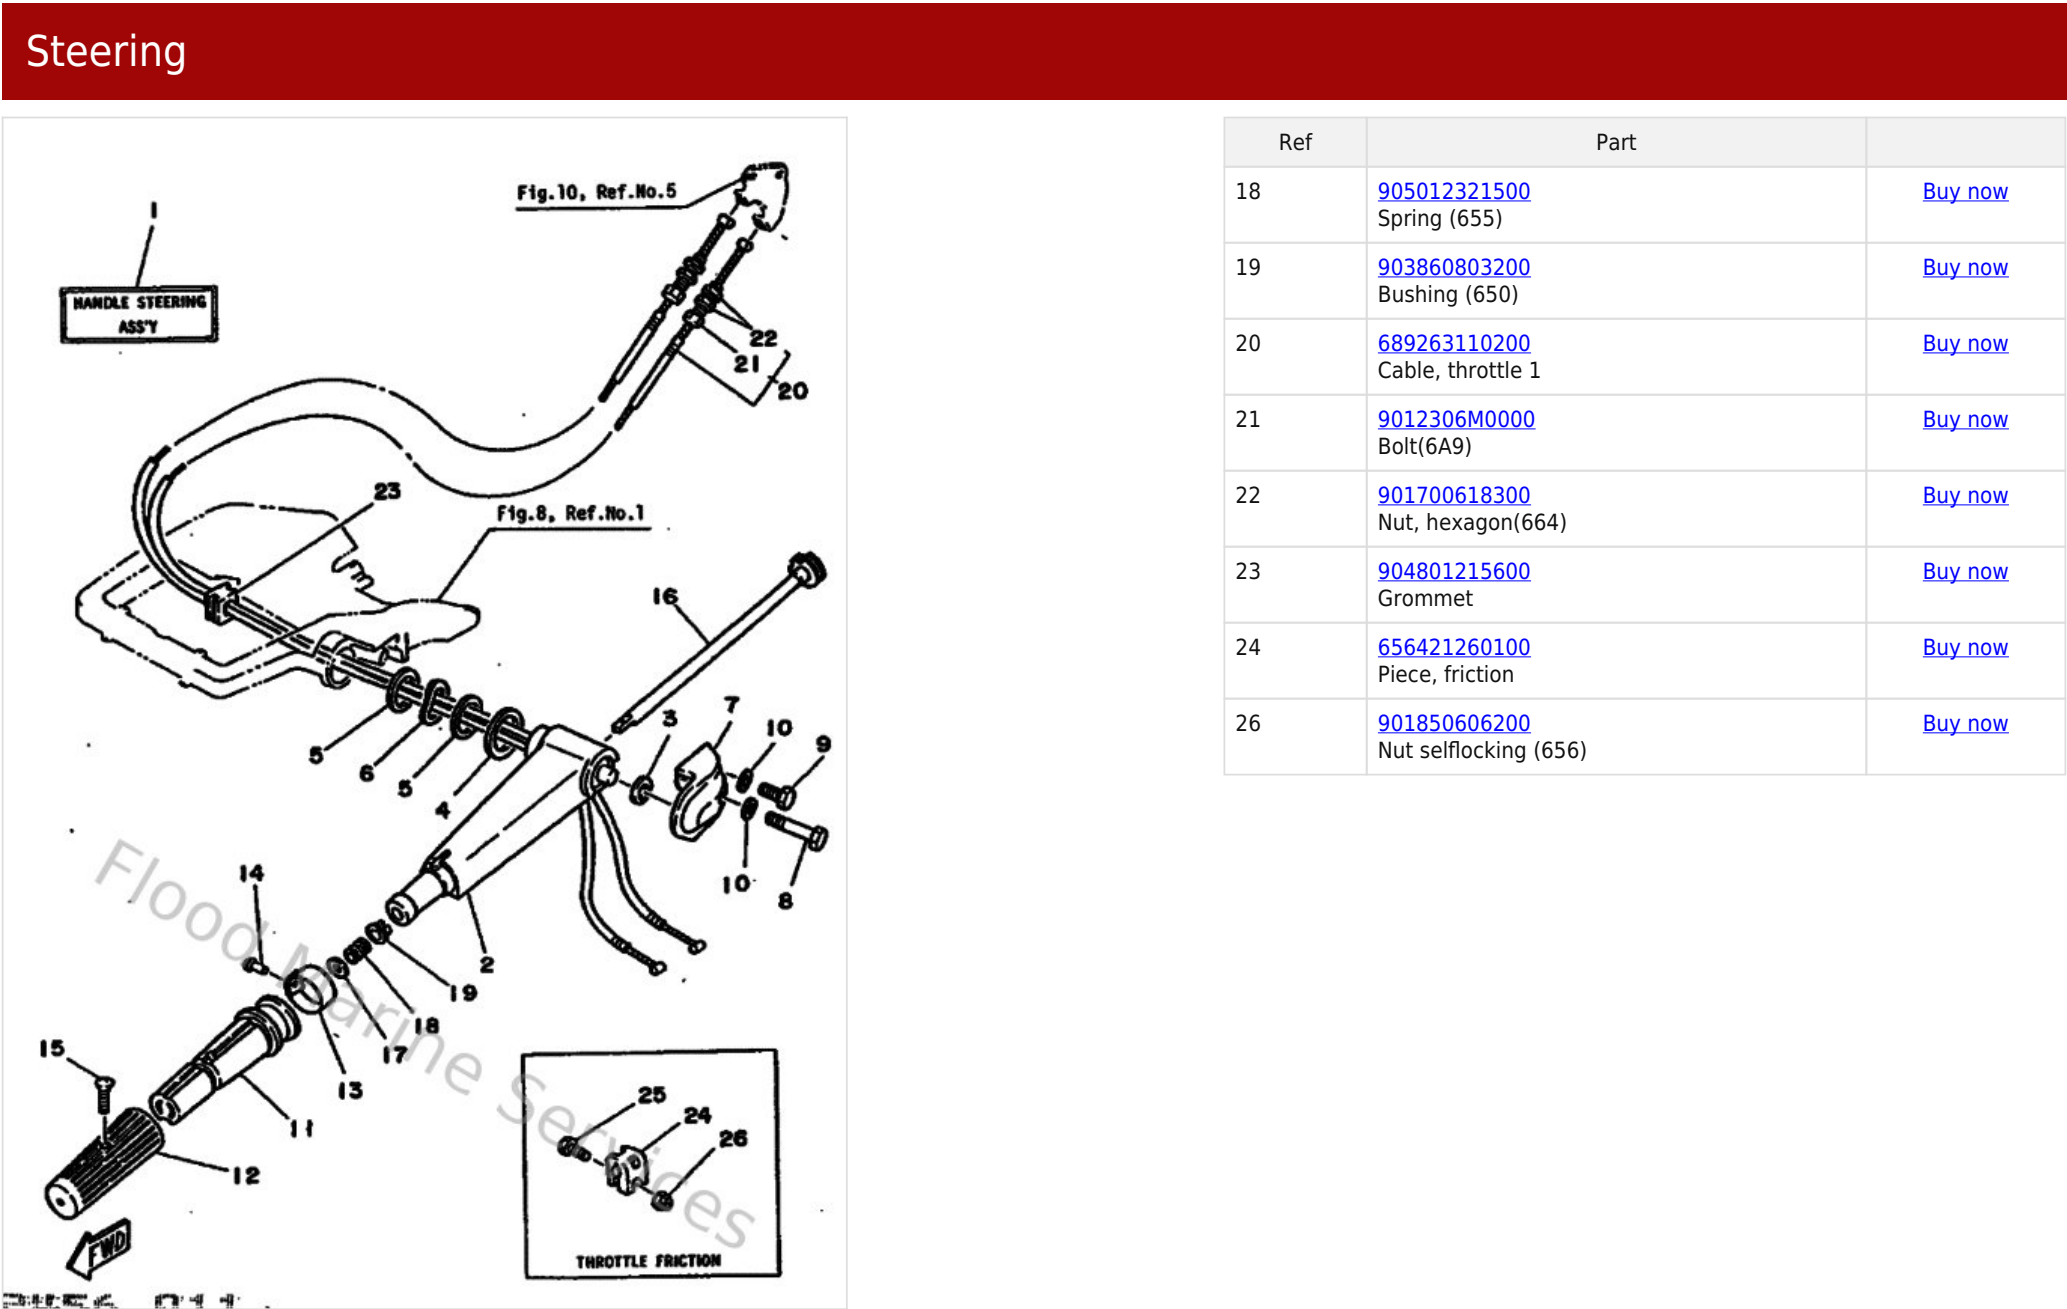 Steering
Fig.10, Ref.No.5
1
HANDLE STEERING
ASS'Y
22
21
20
23
Fig.8, Ref.No.1
16
7
3
10
9
5
6
5
4
14
10
8
2
19
18
17
15
13
11
12
25
24
26
THROTTLE FRICTION
FWD
Flood Marine Services
Ref Part
18 905012321500 Buy now
Spring (655)
19 903860803200 Buy now
Bushing (650)
20 689263110200 Buy now
Cable, throttle 1
21 9012306M0000 Buy now
Bolt(6A9)
22 901700618300 Buy now
Nut, hexagon(664)
23 904801215600 Buy now
Grommet
24 656421260100 Buy now
Piece, friction
26 901850606200 Buy now
Nut selflocking (656)